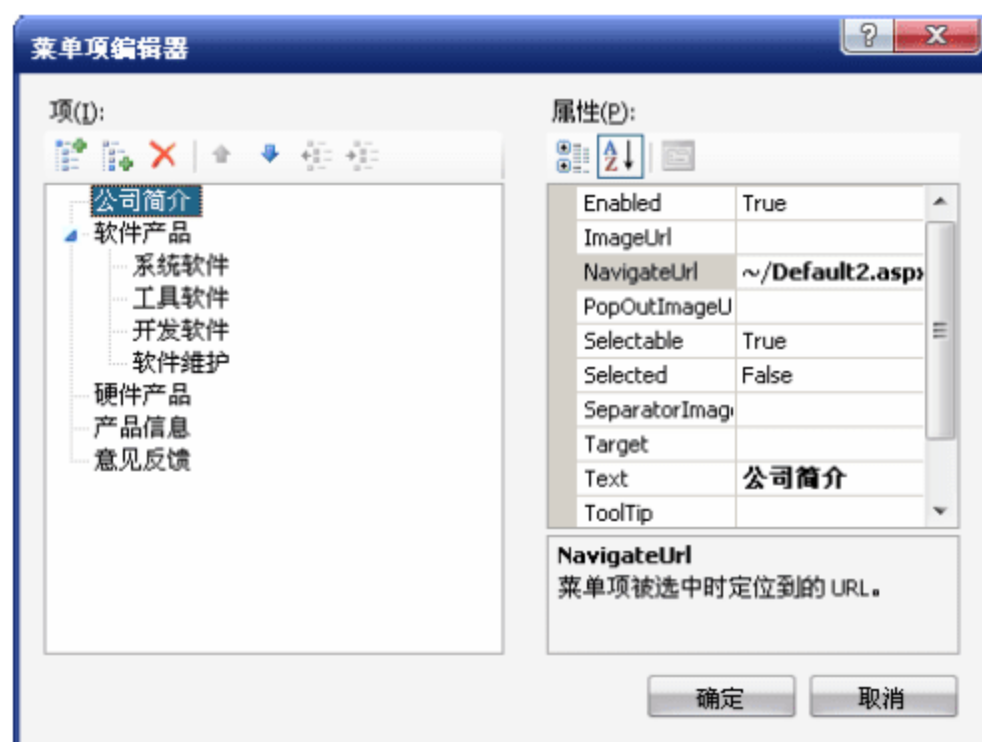 菜单项编辑器
项(I):
公司简介
软件产品
系统软件
工具软件
开发软件
软件维护
硬件产品
产品信息
意见反馈
属性(P):
Enabled True
ImageUrl
NavigateUrl ~/Default2.aspx
PopOutImageU
Selectable True
Selected False
SeparatorImag
Target
Text 公司简介
ToolTip
NavigateUrl
菜单项被选中时定位到的 URL。
确定 取消